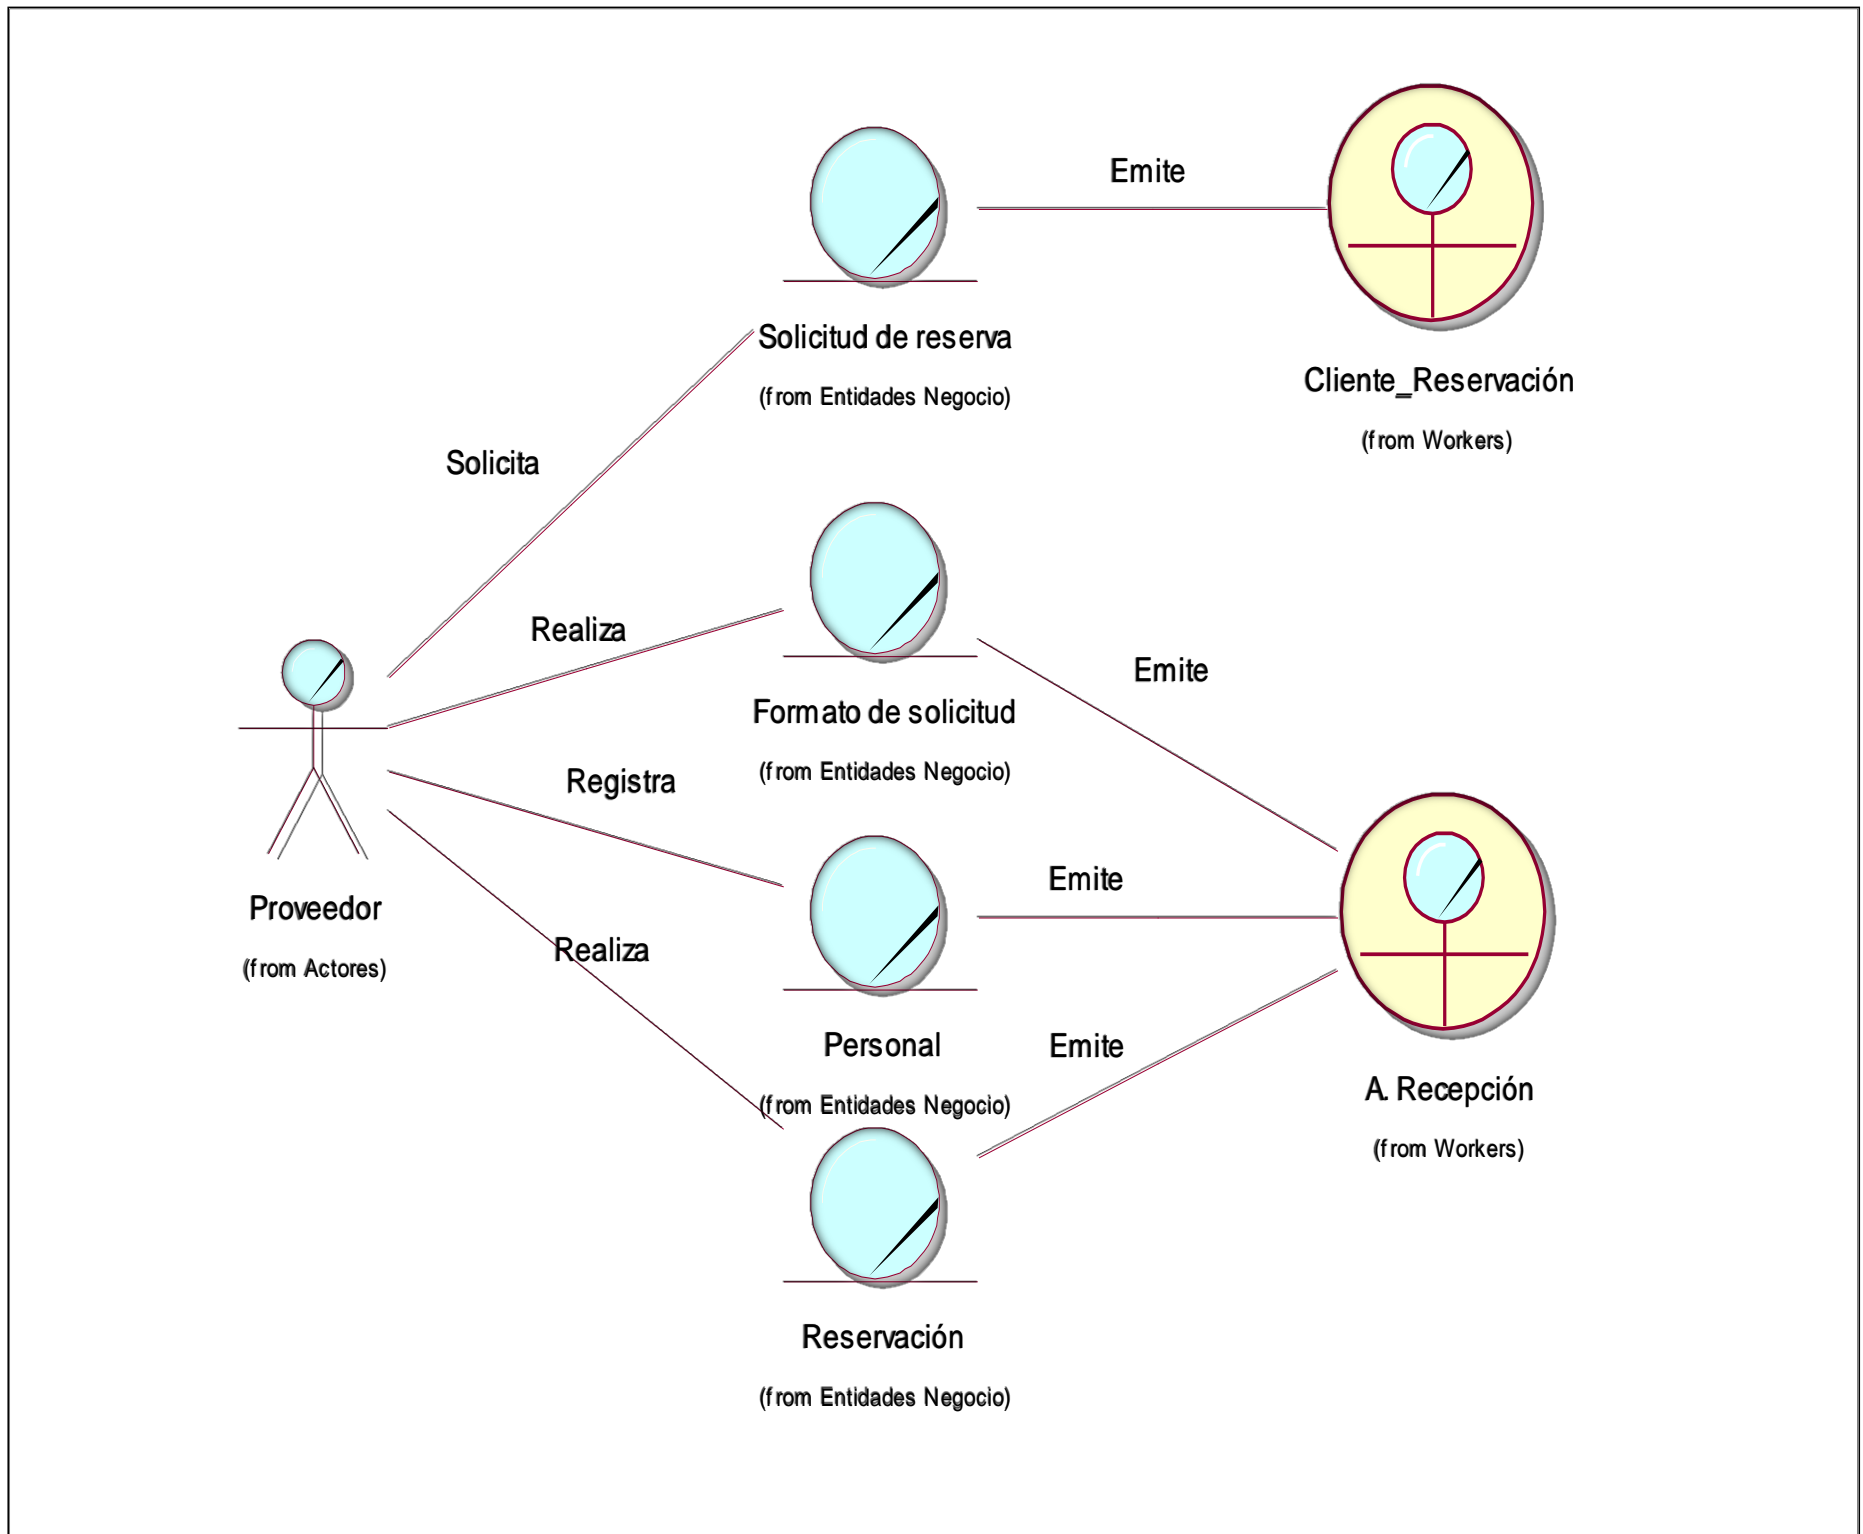 Emite
Solicitud de reserva
(from Entidades Negocio)
Cliente_Reservación
(from Workers)
Solicita
Realiza
Emite
Formato de solicitud
(from Entidades Negocio)
Registra
Emite
Proveedor
(from Actores)
Realiza
Personal
(from Entidades Negocio)
Emite
A. Recepción
(from Workers)
Reservación
(from Entidades Negocio)